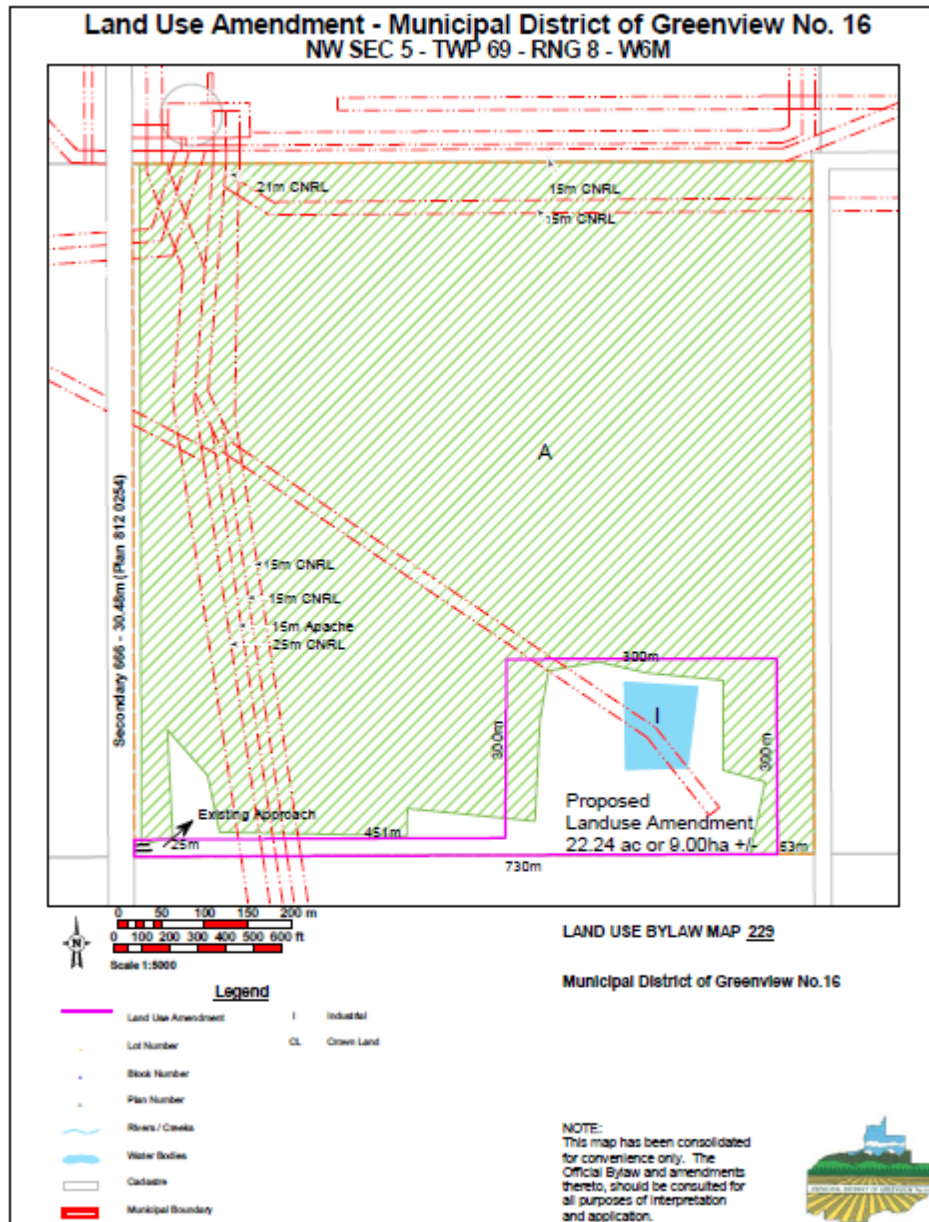 Land Use Amendment - Municipal District of Greenview No. 16
NW SEC 5 - TWP 69 - RNG 8 - W6M
21m CNRL
15m CNRL
15m CNRL
A
Secondary 666 - 30.48m (Plan 812 0254)
15m CNRL
15m CNRL
15m Apache
25m CNRL
300m
I
300m
300m
Proposed
Landuse Amendment
22.24 ac or 9.00ha +/-
Existing Approach
451m
25m
53m
730m
0 50 100 150 200 m
0 100 200 300 400 500 600 ft
N
Scale 1:5000
LAND USE BYLAW MAP 229
Municipal District of Greenview No.16
Legend
Land Use Amendment
I Industrial
Lot Number
CL Crown Land
Block Number
Plan Number
Rivers / Creeks
Water Bodies
Cadastre
Municipal Boundary
NOTE:
This map has been consolidated
for convenience only. The
Official Bylaw and amendments
thereto, should be consulted for
all purposes of interpretation
and application.
MUNICIPAL DISTRICT OF GREENVIEW No. 16